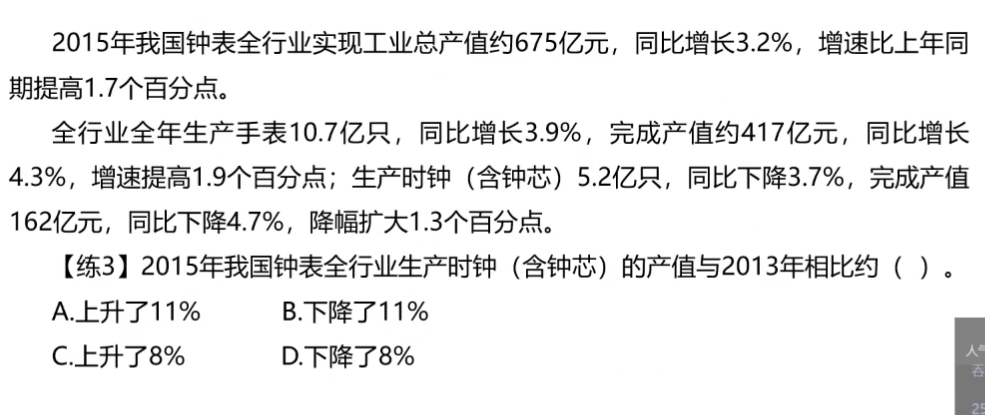 2015年我国钟表全行业实现工业总产值约675亿元，同比增长3.2%，增速比上年同
期提高1.7个百分点。
全行业全年生产手表10.7亿只，同比增长3.9%，完成产值约417亿元，同比增长
4.3%，增速提高1.9个百分点；生产时钟（含钟芯）5.2亿只，同比下降3.7%，完成产值
162亿元，同比下降4.7%，降幅扩大1.3个百分点。
【练3】2015年我国钟表全行业生产时钟（含钟芯）的产值与2013年相比约（ ）。
A.上升了11% B.下降了11%
C.上升了8% D.下降了8%
人气
25